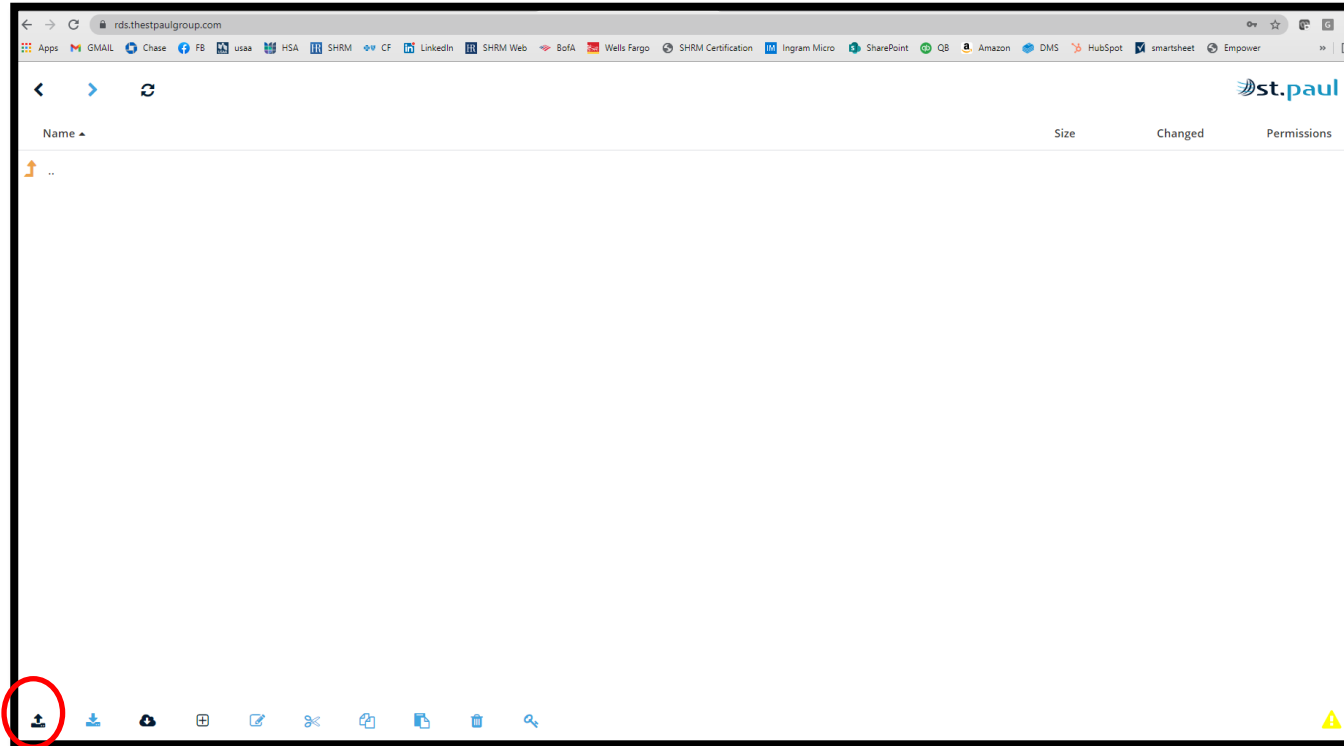 rds.thestpaulgroup.com
Apps GMAIL Chase FB usaa HSA SHRM CF LinkedIn SHRM Web BofA Wells Fargo SHRM Certification Ingram Micro SharePoint QB Amazon DMS HubSpot smartsheet Empower »
st.paul
Name Size Changed Permissions
..